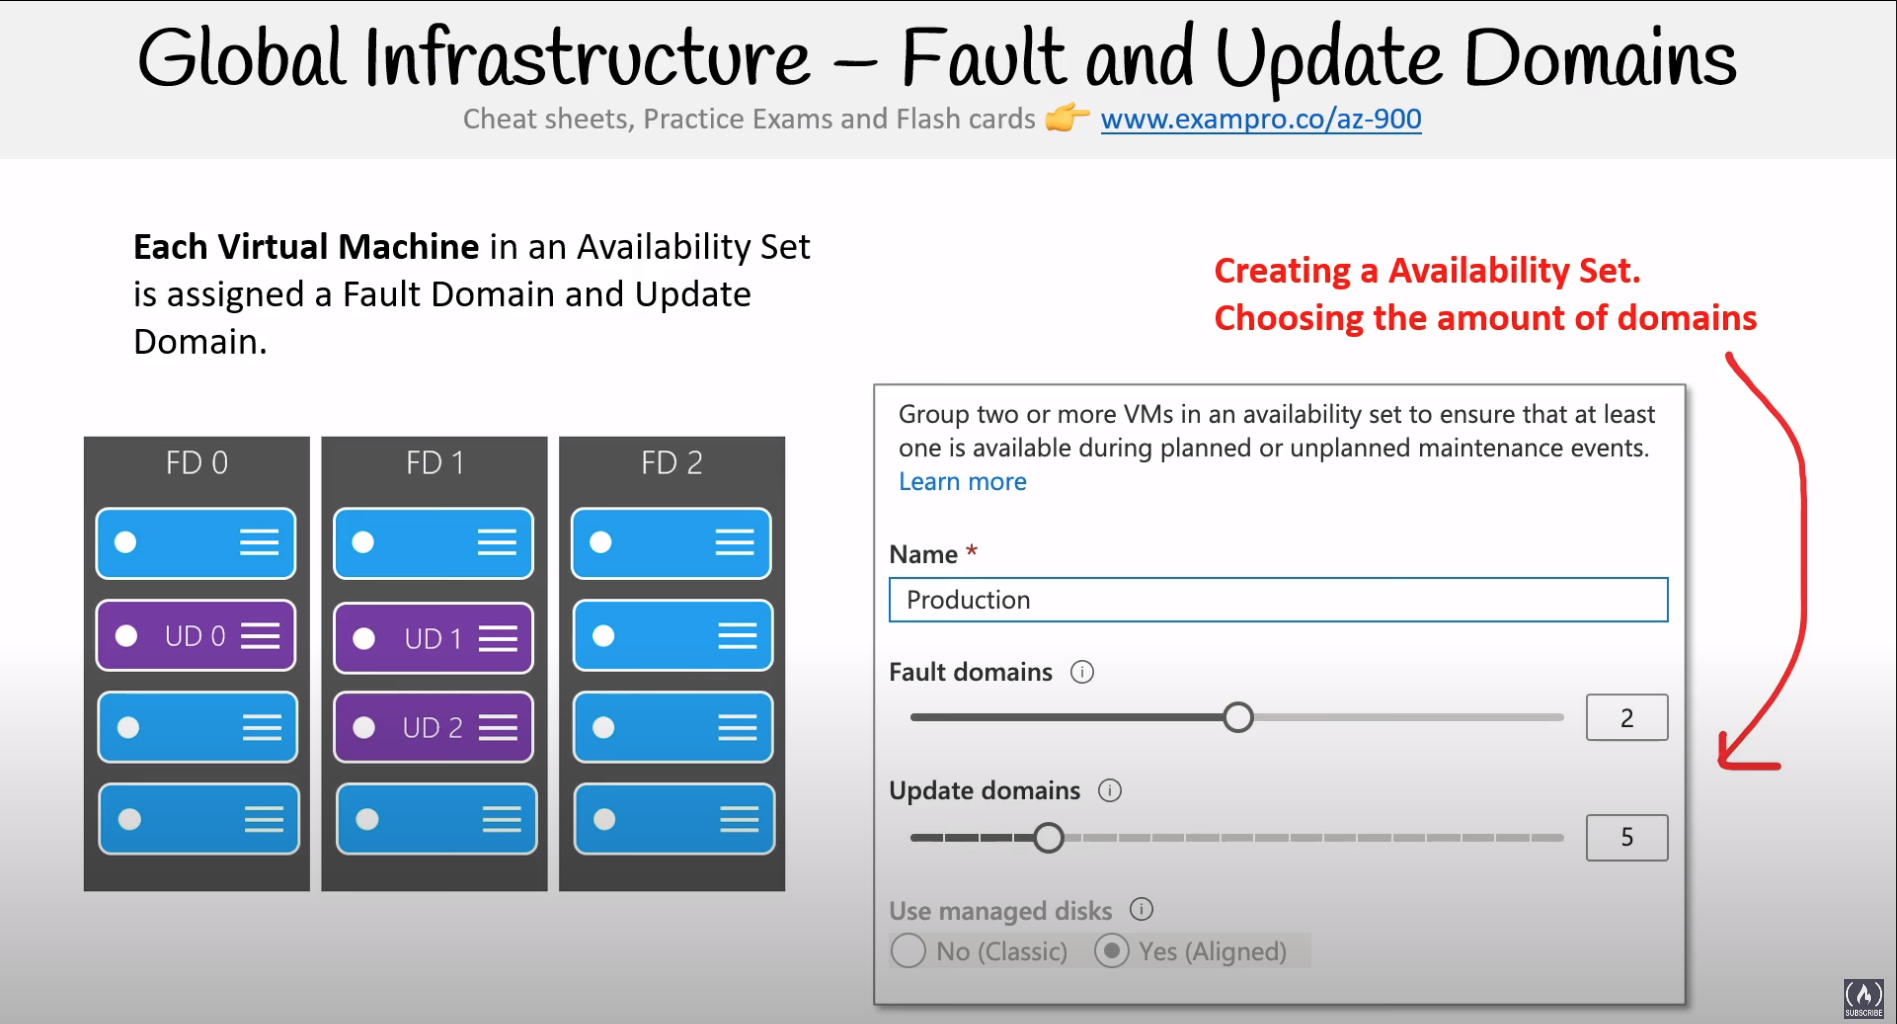 Global Infrastructure – Fault and Update Domains
Cheat sheets, Practice Exams and Flash cards 👉 www.exampro.co/az-900
Each Virtual Machine in an Availability Set
is assigned a Fault Domain and Update
Domain.
Creating a Availability Set.
Choosing the amount of domains
FD 0
FD 1
FD 2
UD 0
UD 1
UD 2
Group two or more VMs in an availability set to ensure that at least
one is available during planned or unplanned maintenance events.
Learn more
Name *
Production
Fault domains
2
Update domains
5
Use managed disks
No (Classic)
Yes (Aligned)
SUBSCRIBE